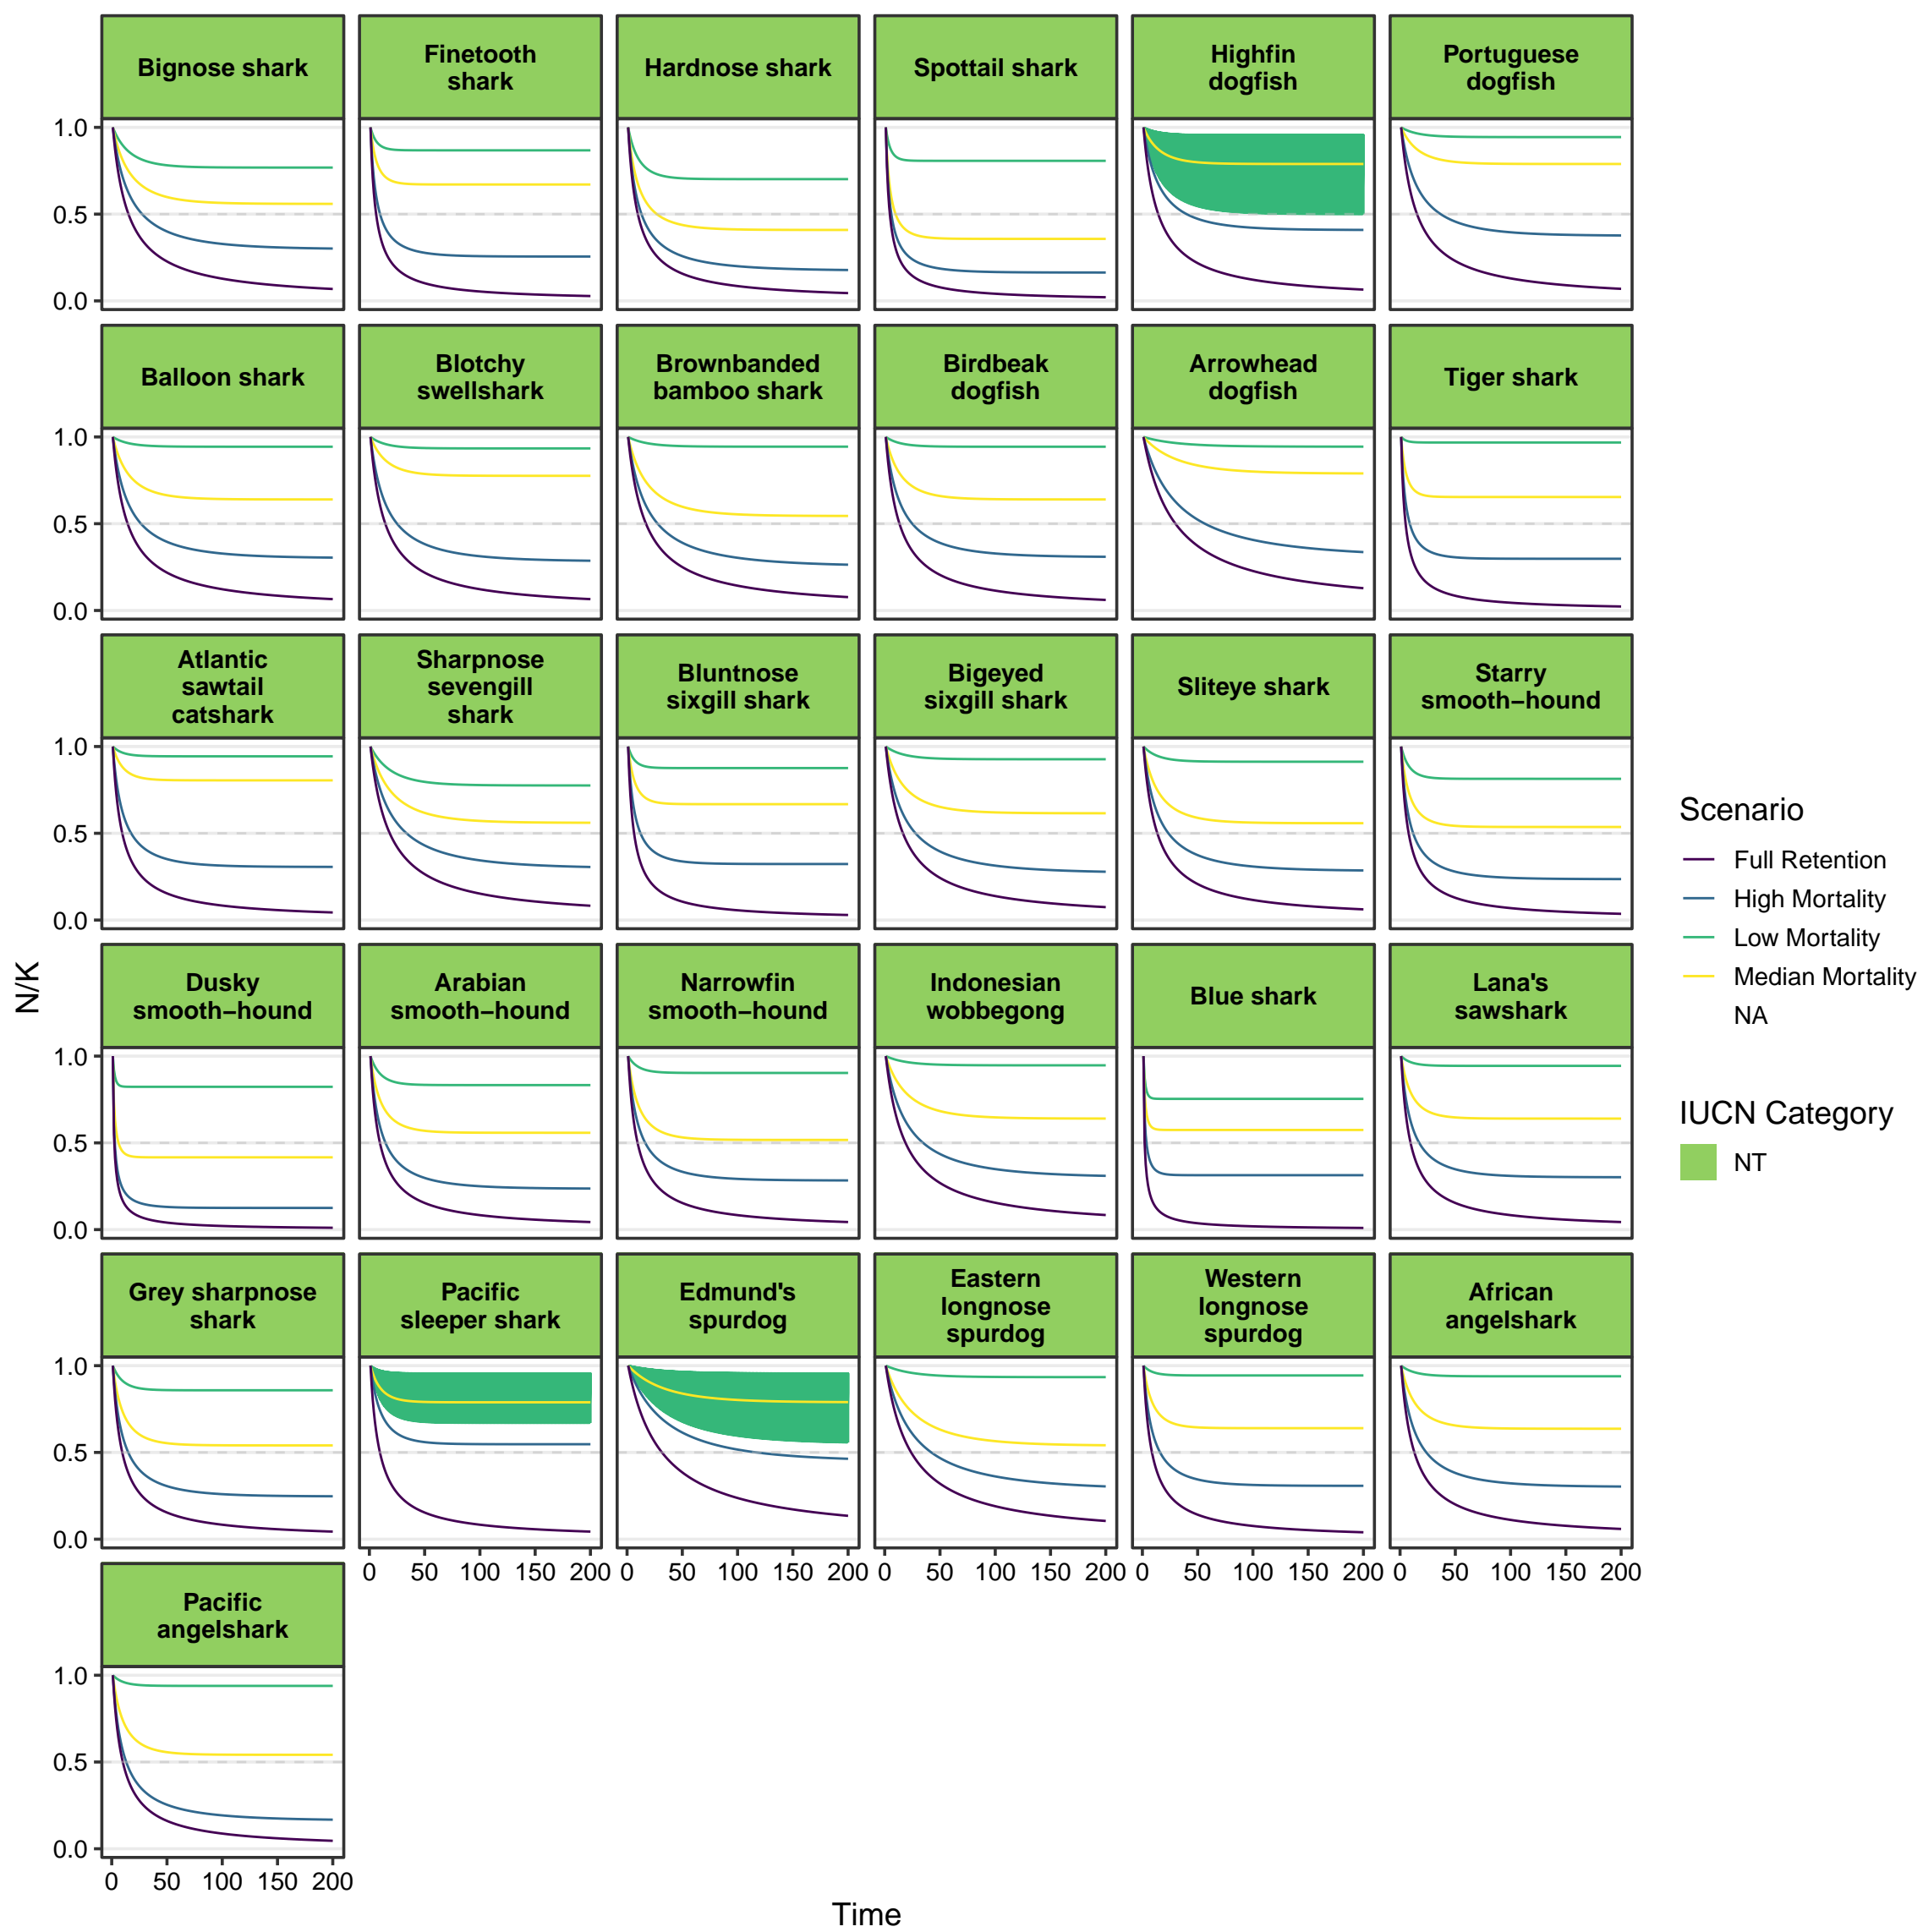 Bignose shark
Finetooth
shark
Hardnose shark
Spottail shark
Highfin
dogfish
Portuguese
dogfish
1.0
0.5
0.0
Balloon shark
Blotchy
swellshark
Brownbanded
bamboo shark
Birdbeak
dogfish
Arrowhead
dogfish
Tiger shark
1.0
0.5
0.0
Atlantic
sawtail
catshark
Sharpnose
sevengill
shark
Bluntnose
sixgill shark
Bigeyed
sixgill shark
Sliteye shark
Starry
smooth−hound
1.0
0.5
0.0
Dusky
smooth−hound
Arabian
smooth−hound
Narrowfin
smooth−hound
Indonesian
wobbegong
Blue shark
Lana's
sawshark
1.0
0.5
0.0
Grey sharpnose
shark
Pacific
sleeper shark
Edmund's
spurdog
Eastern
longnose
spurdog
Western
longnose
spurdog
African
angelshark
1.0
0.5
0.0
0 50 100 150 200
0 50 100 150 200
0 50 100 150 200
0 50 100 150 200
0 50 100 150 200
Pacific
angelshark
1.0
0.5
0.0
0 50 100 150 200
Time
N/K
Scenario
Full Retention
High Mortality
Low Mortality
Median Mortality
NA
IUCN Category
NT